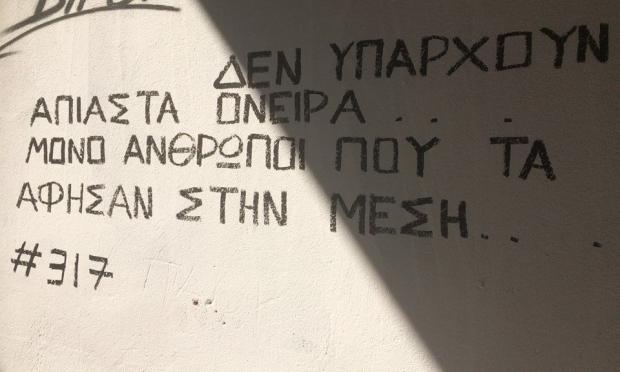 ΔΕΝ ΥΠΑΡΧΟΥΝ
ΑΠΙΑΣΤΑ ΟΝΕΙΡΑ . . .
ΜΟΝΟ ΑΝΘΡΩΠΟΙ ΠΟΥ ΤΑ
ΑΦΗΣΑΝ ΣΤΗΝ ΜΕΣΗ . . .
#317